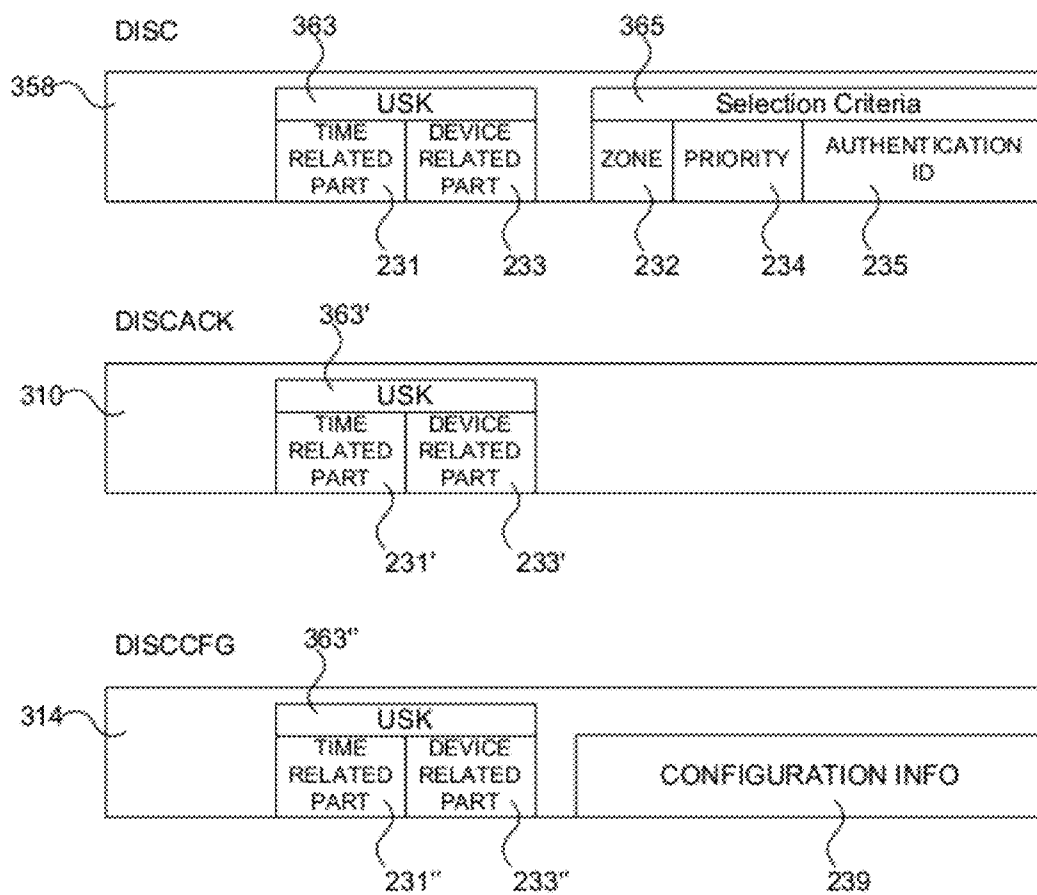 DISC
363
365
358
USK
Selection Criteria
TIME RELATED PART
DEVICE RELATED PART
ZONE
PRIORITY
AUTHENTICATION ID
231
233
232
234
235
DISCACK
363'
310
USK
TIME RELATED PART
DEVICE RELATED PART
231'
233'
DISCCFG
363"
314
USK
TIME RELATED PART
DEVICE RELATED PART
CONFIGURATION INFO
231"
233"
239